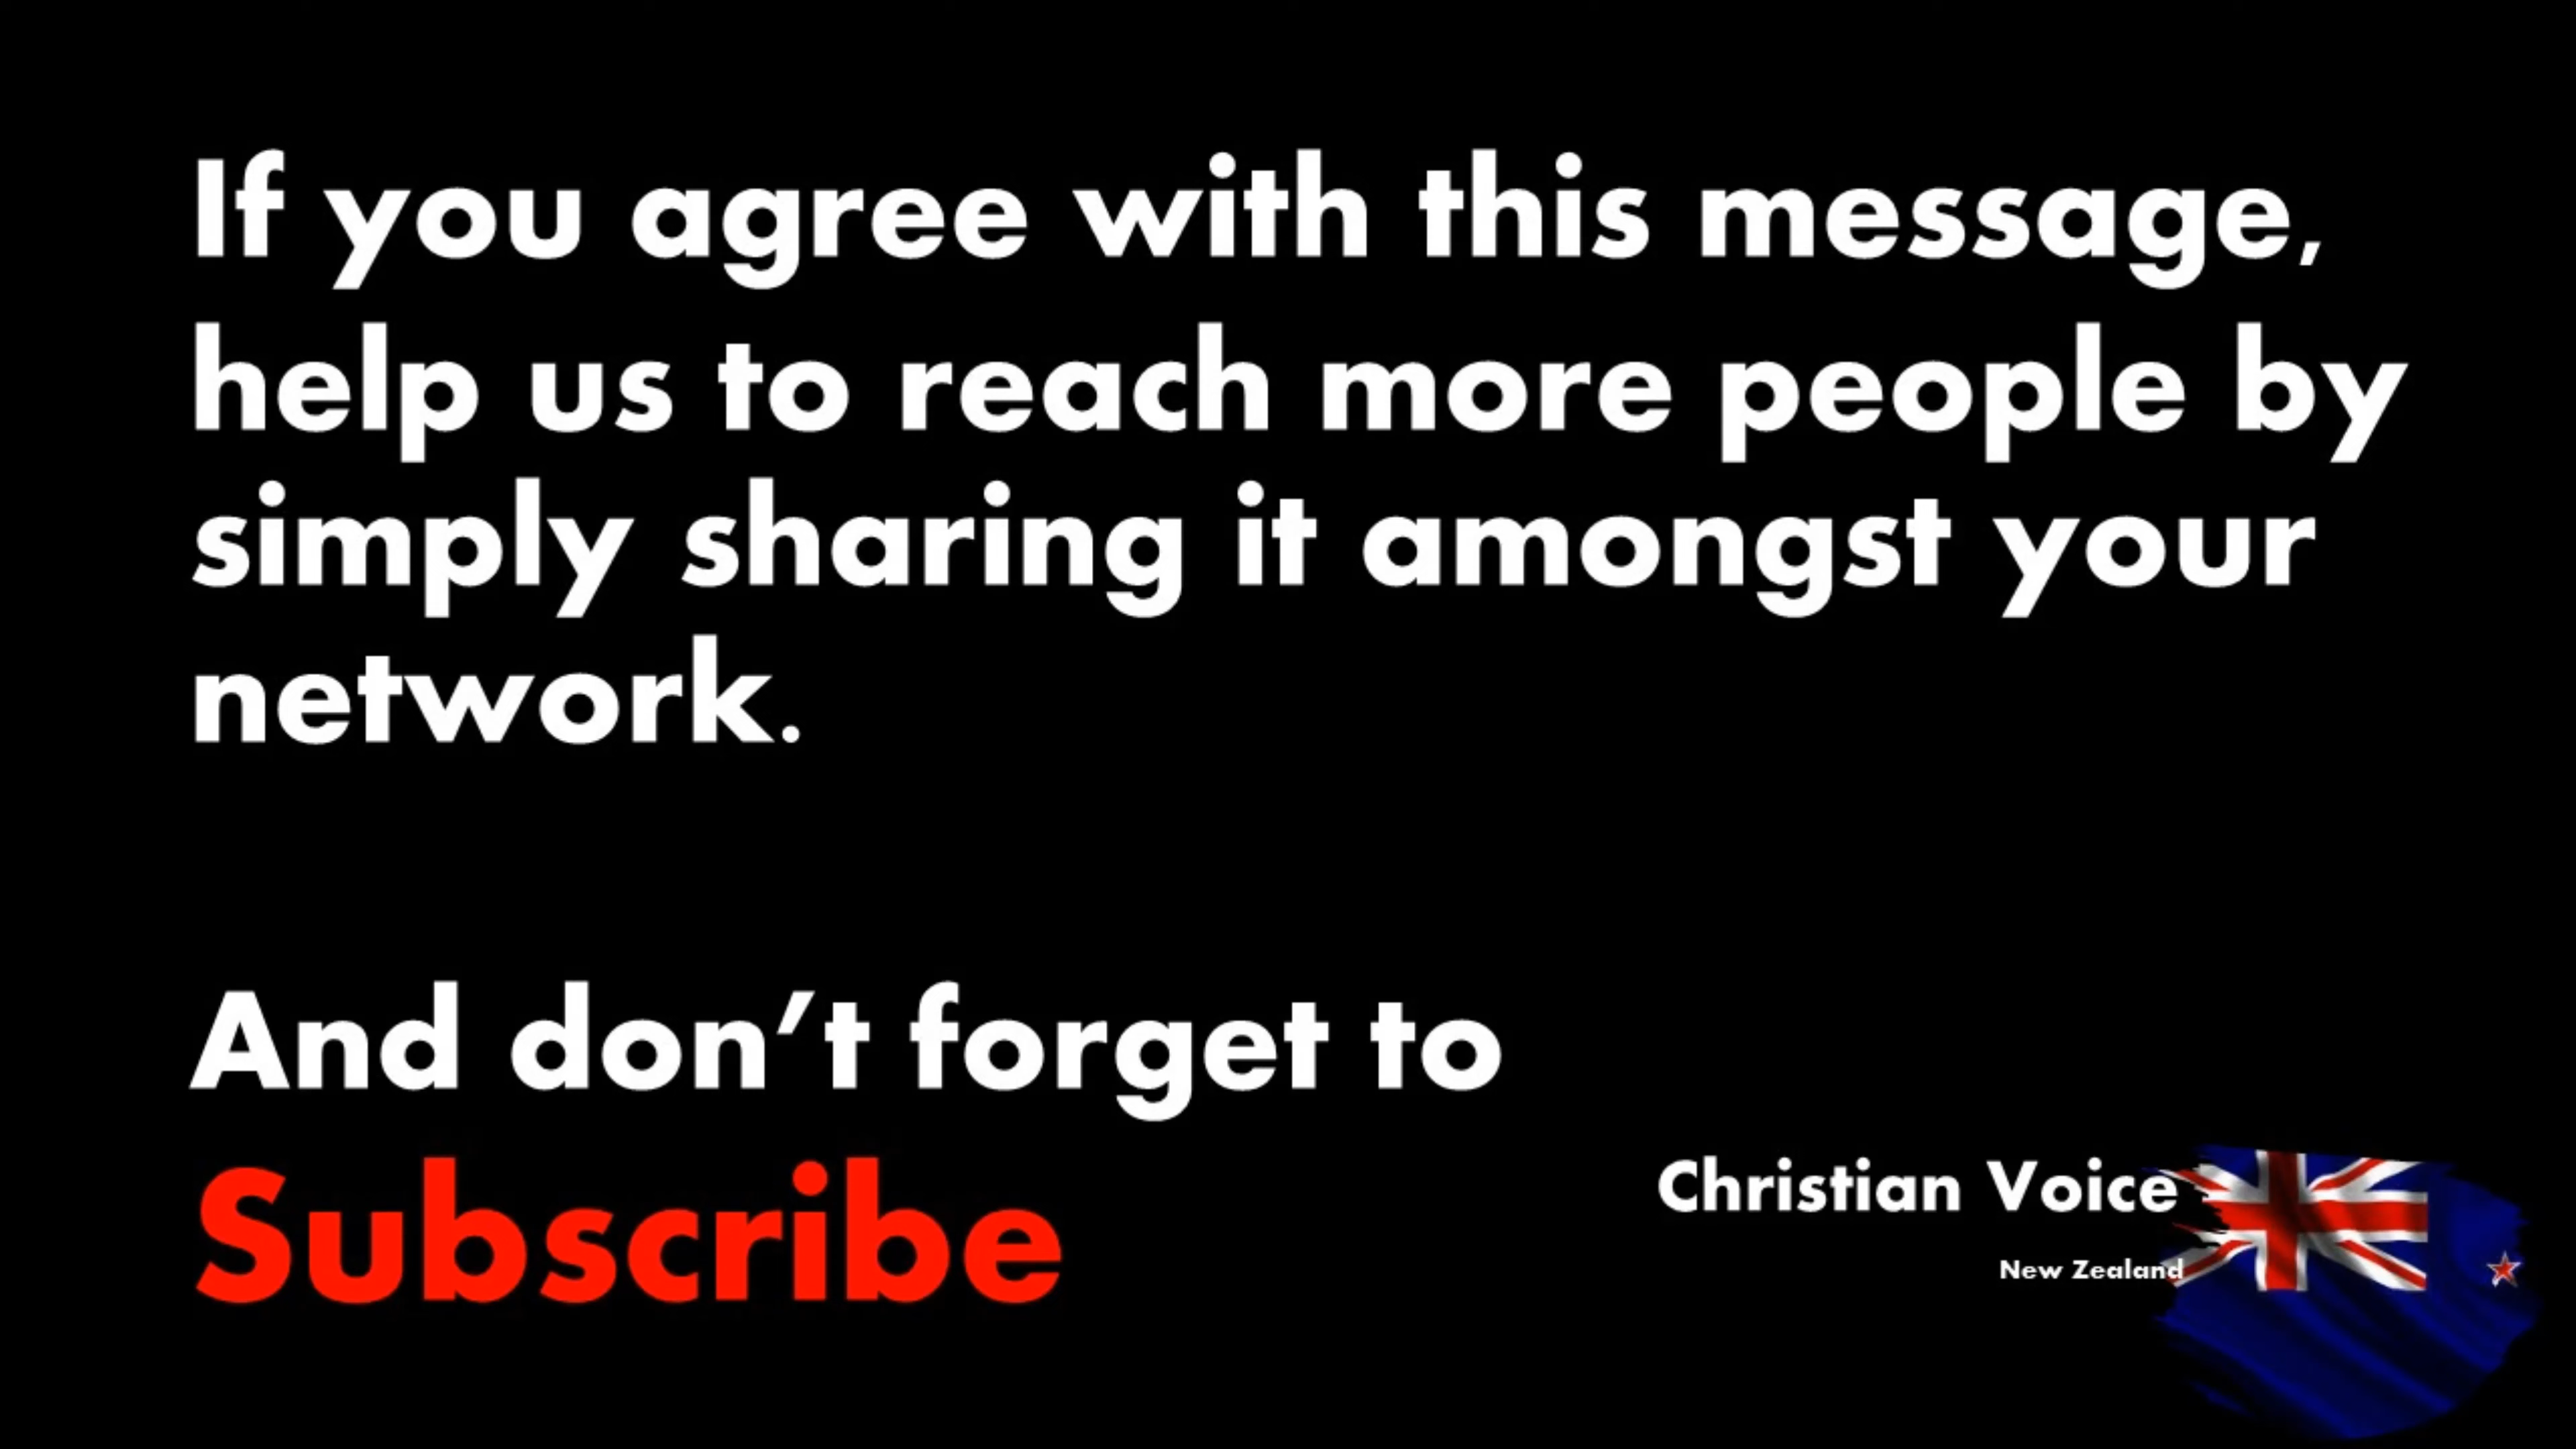 If you agree with this message,
help us to reach more people by
simply sharing it amongst your
network.
And don’t forget to
Subscribe
Christian Voice
New Zealand